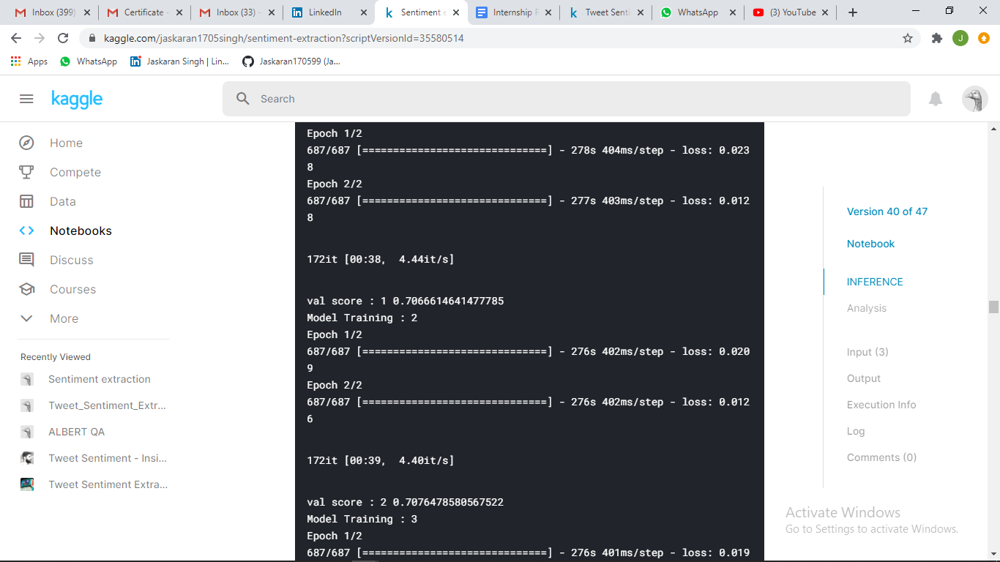 Inbox (399)
Certificate -
Inbox (33) -
LinkedIn
Sentiment e
Internship R
Tweet Senti
WhatsApp
(3) YouTube
kaggle.com/jaskaran1705singh/sentiment-extraction?scriptVersionId=35580514
J
Apps
WhatsApp
Jaskaran Singh | Lin...
Jaskaran170599 (Ja...
kaggle
Search
Home
Compete
Data
Notebooks
Discuss
Courses
More
Recently Viewed
Sentiment extraction
Tweet_Sentiment_Extr...
ALBERT QA
Tweet Sentiment - Insi...
Tweet Sentiment Extra...
Epoch 1/2
687/687 [==============================] - 278s 404ms/step - loss: 0.023
8
Epoch 2/2
687/687 [==============================] - 277s 403ms/step - loss: 0.012
8
172it [00:38,  4.44it/s]
val score : 1 0.7066614641477785
Model Training : 2
Epoch 1/2
687/687 [==============================] - 276s 402ms/step - loss: 0.020
9
Epoch 2/2
687/687 [==============================] - 276s 402ms/step - loss: 0.012
6
172it [00:39,  4.40it/s]
val score : 2 0.7076478580567522
Model Training : 3
Epoch 1/2
687/687 [==============================] - 276s 401ms/step - loss: 0.019
Version 40 of 47
Notebook
INFERENCE
Analysis
Input (3)
Output
Execution Info
Log
Comments (0)
Activate Windows
Go to Settings to activate Windows.